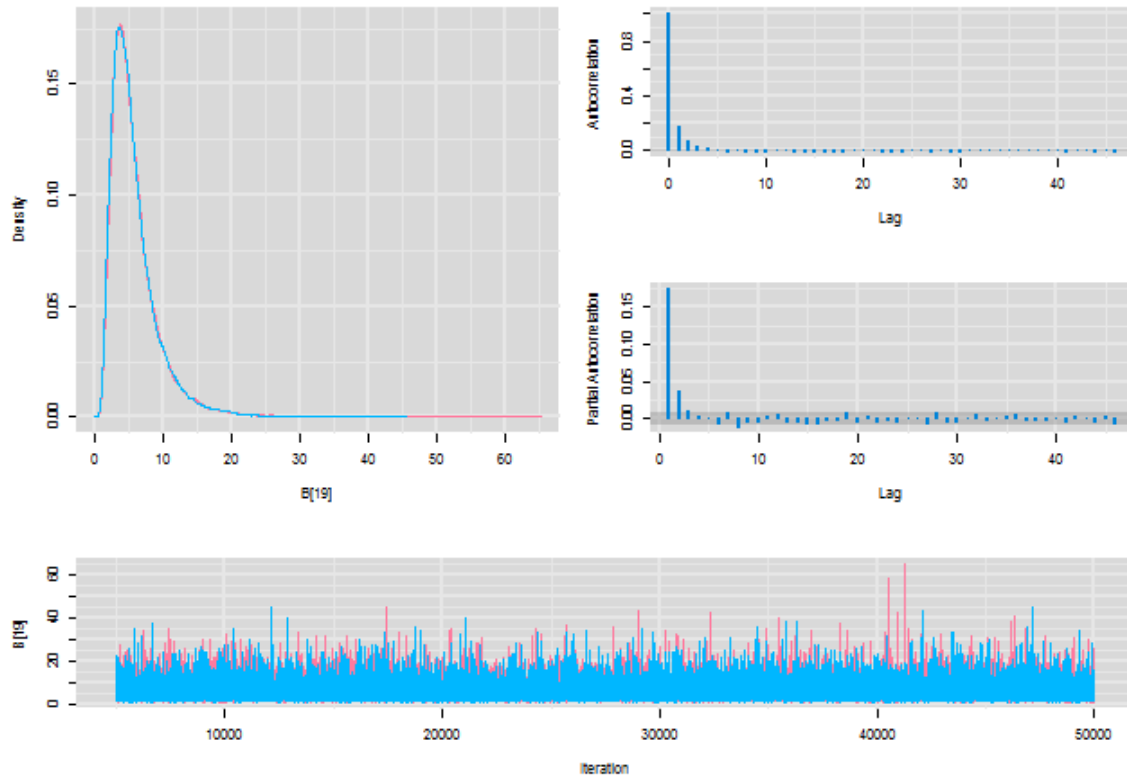 0.15
0.10
0.05
0.00
Density
0 10 20 30 40 50 60
B[19]
0.8
0.4
0.0
Autocorrelation
0 10 20 30 40
Lag
0.15
0.10
0.05
0.00
Partial Autocorrelation
0 10 20 30 40
Lag
60
40
20
0
B[19]
10000 20000 30000 40000 50000
Iteration